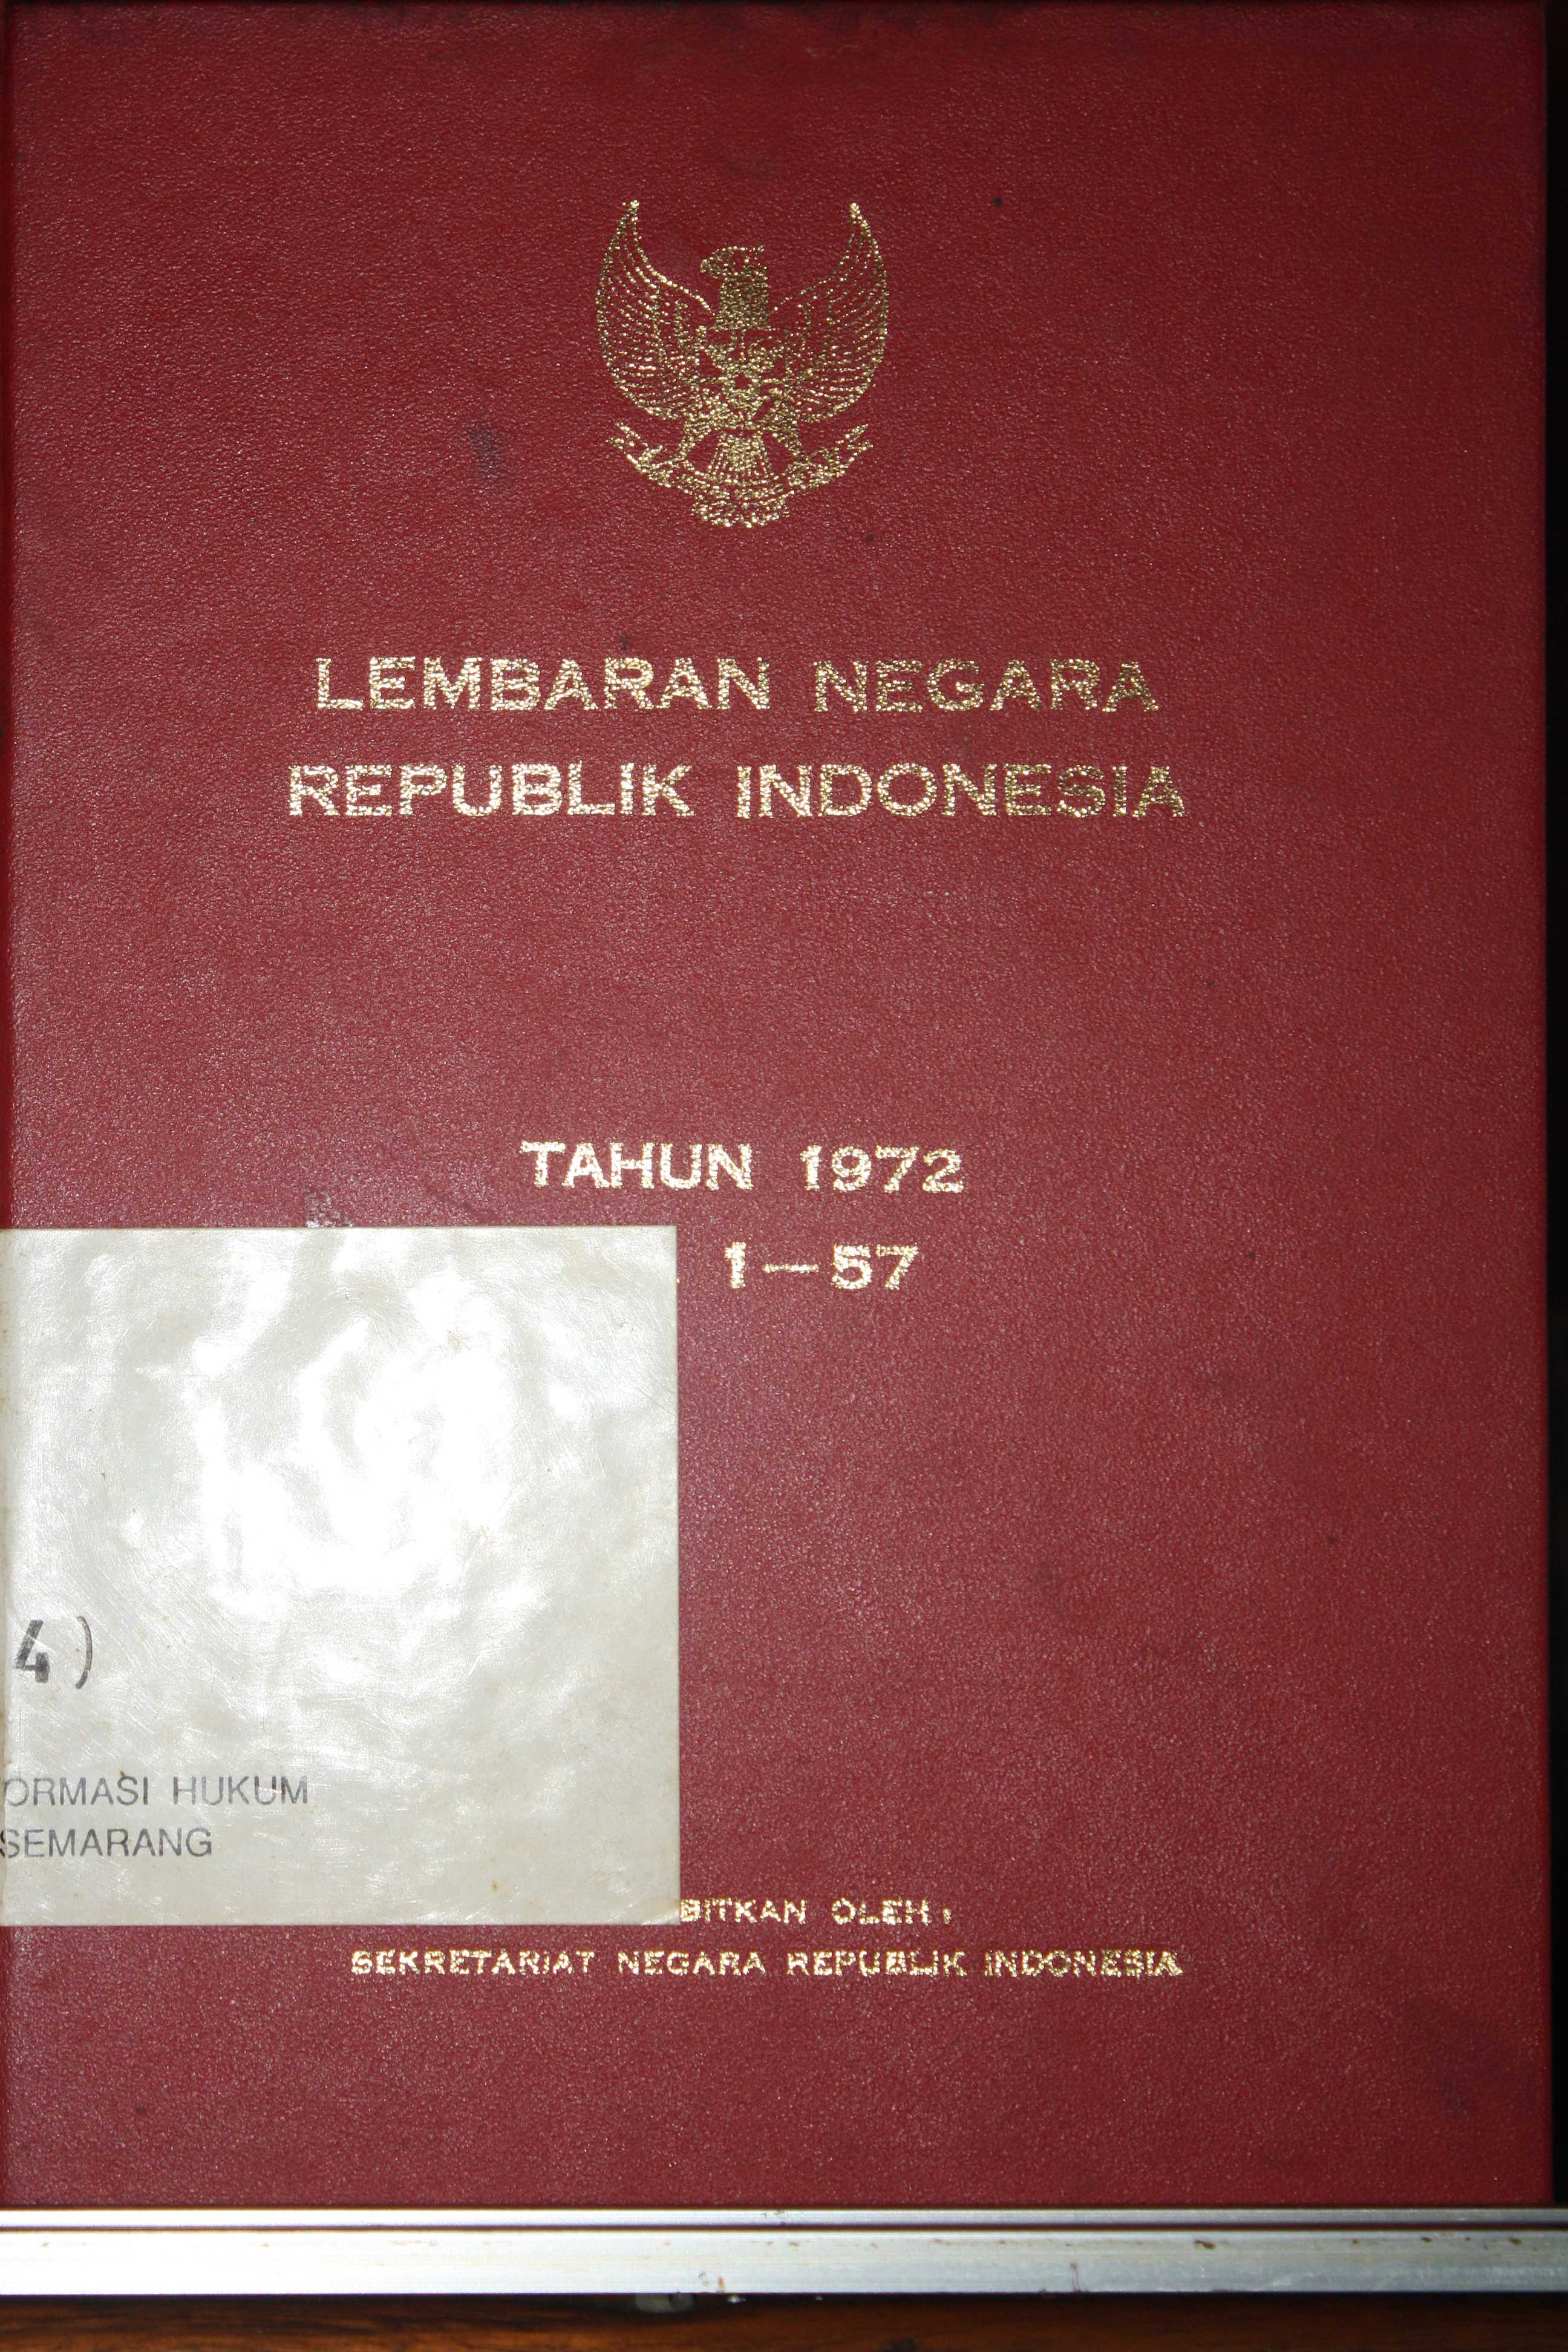 LEMBARAN NEGARA
REPUBLIK INDONESIA
TAHUN 1972
1—57
4)
ORMASI HUKUM
SEMARANG
BITKAN OLEH :
SEKRETARIAT NEGARA REPUBLIK INDONESIA